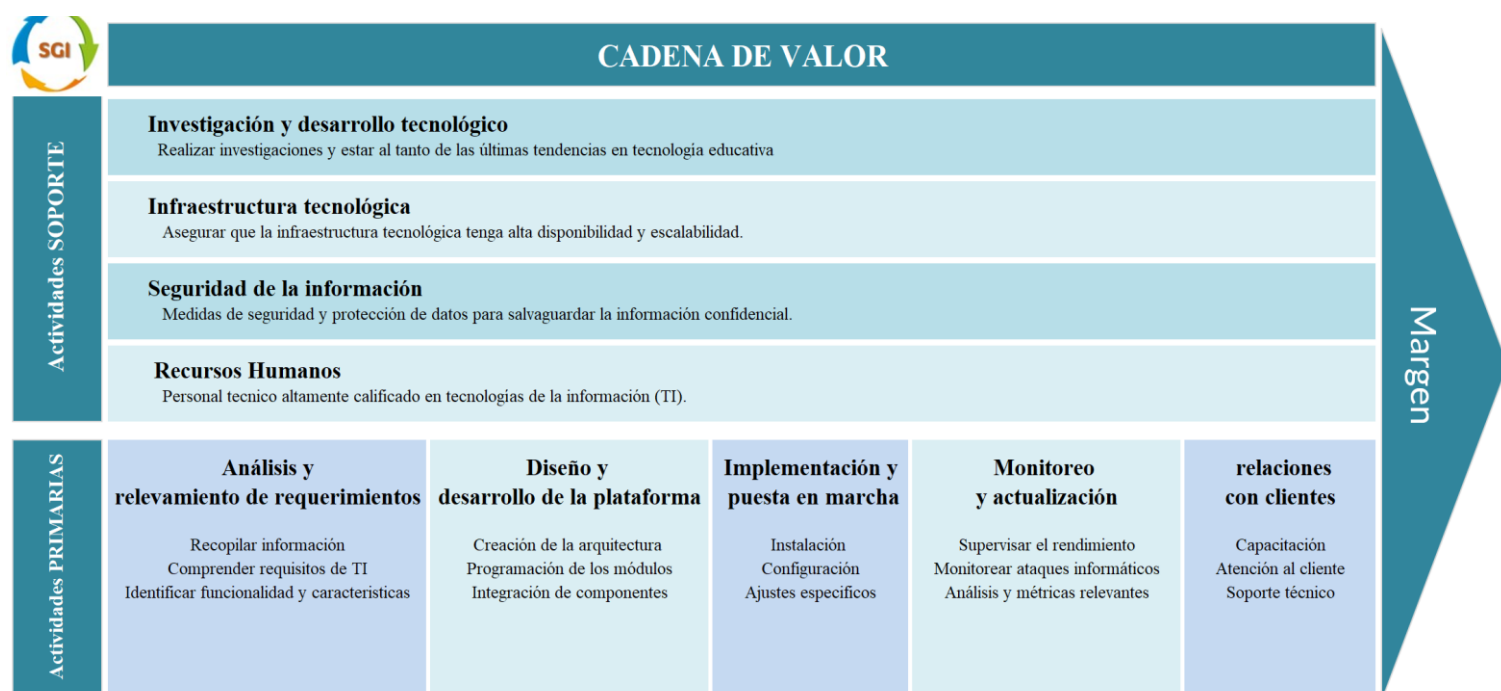 SGI
CADENA DE VALOR
Actividades SOPORTE
Investigación y desarrollo tecnológico
Realizar investigaciones y estar al tanto de las últimas tendencias en tecnología educativa
Infraestructura tecnológica
Asegurar que la infraestructura tecnológica tenga alta disponibilidad y escalabilidad.
Seguridad de la información
Medidas de seguridad y protección de datos para salvaguardar la información confidencial.
Recursos Humanos
Personal tecnico altamente calificado en tecnologías de la información (TI).
Margen
Actividades PRIMARIAS
Análisis y
relevamiento de requerimientos
Recopilar información
Comprender requisitos de TI
Identificar funcionalidad y caracteristicas
Diseño y
desarrollo de la plataforma
Creación de la arquitectura
Programación de los módulos
Integración de componentes
Implementación y
puesta en marcha
Instalación
Configuración
Ajustes especificos
Monitoreo
y actualización
Supervisar el rendimiento
Monitorear ataques informáticos
Análisis y métricas relevantes
relaciones
con clientes
Capacitación
Atención al cliente
Soporte técnico